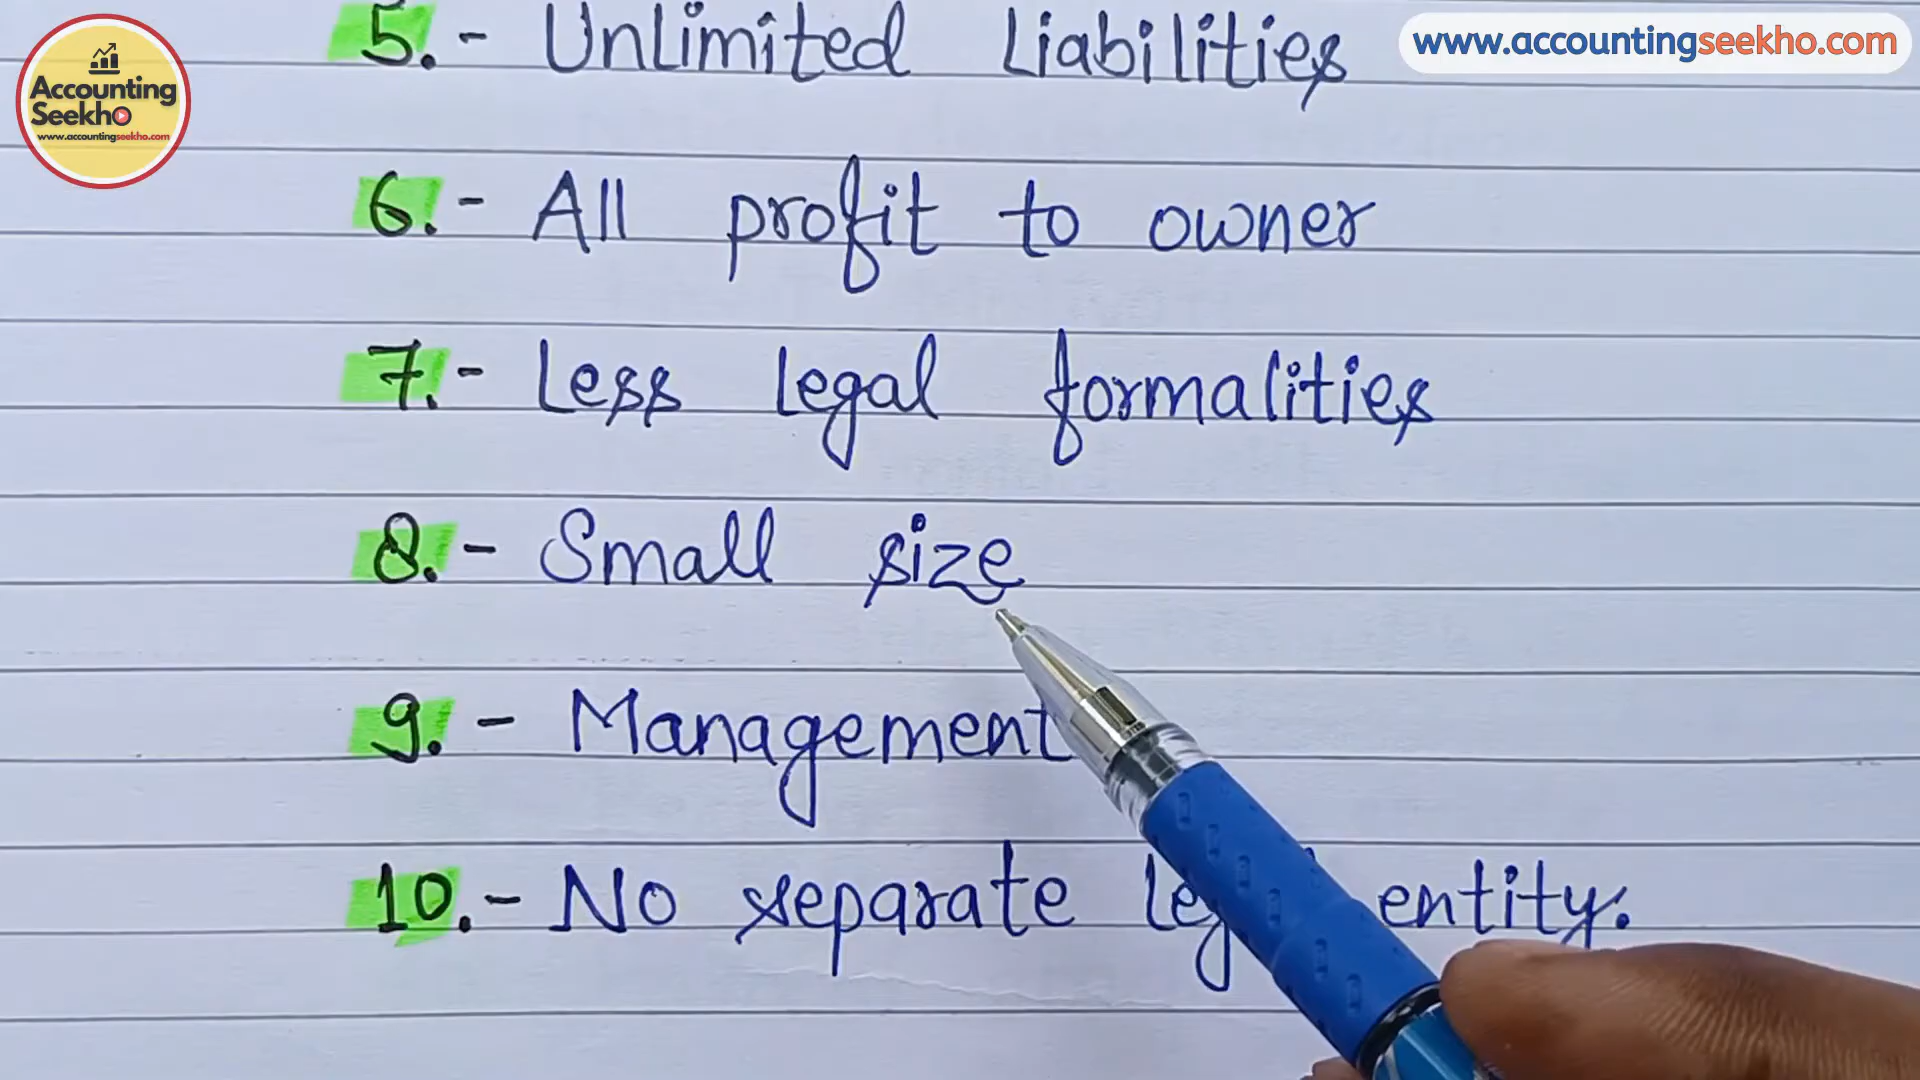 5.- Unlimited Liabilities
www.accountingseekho.com
Accounting
Seekho
www.accountingseekho.com
6.- All profit to owner
7.- Less legal formalities
8.- Small size
9.- Management
10.- No separate legal entity.